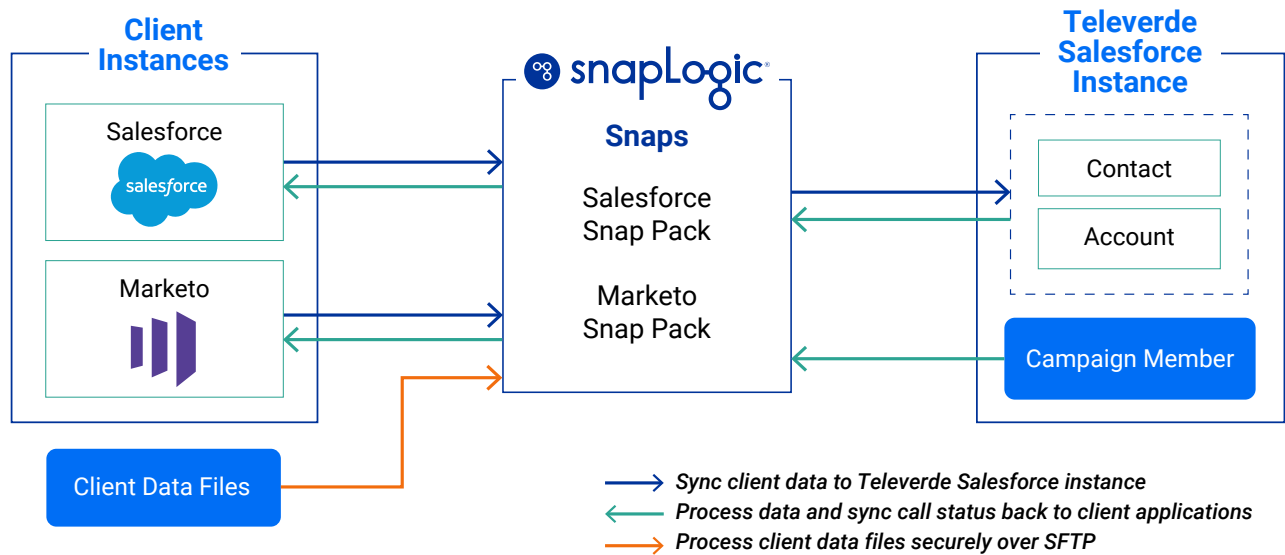 Client
Instances
Salesforce
salesforce
Marketo
Client Data Files
snapLogic®
Snaps
Salesforce
Snap Pack
Marketo
Snap Pack
Televerde
Salesforce
Instance
Contact
Account
Campaign Member
Sync client data to Televerde Salesforce instance
Process data and sync call status back to client applications
Process client data files securely over SFTP